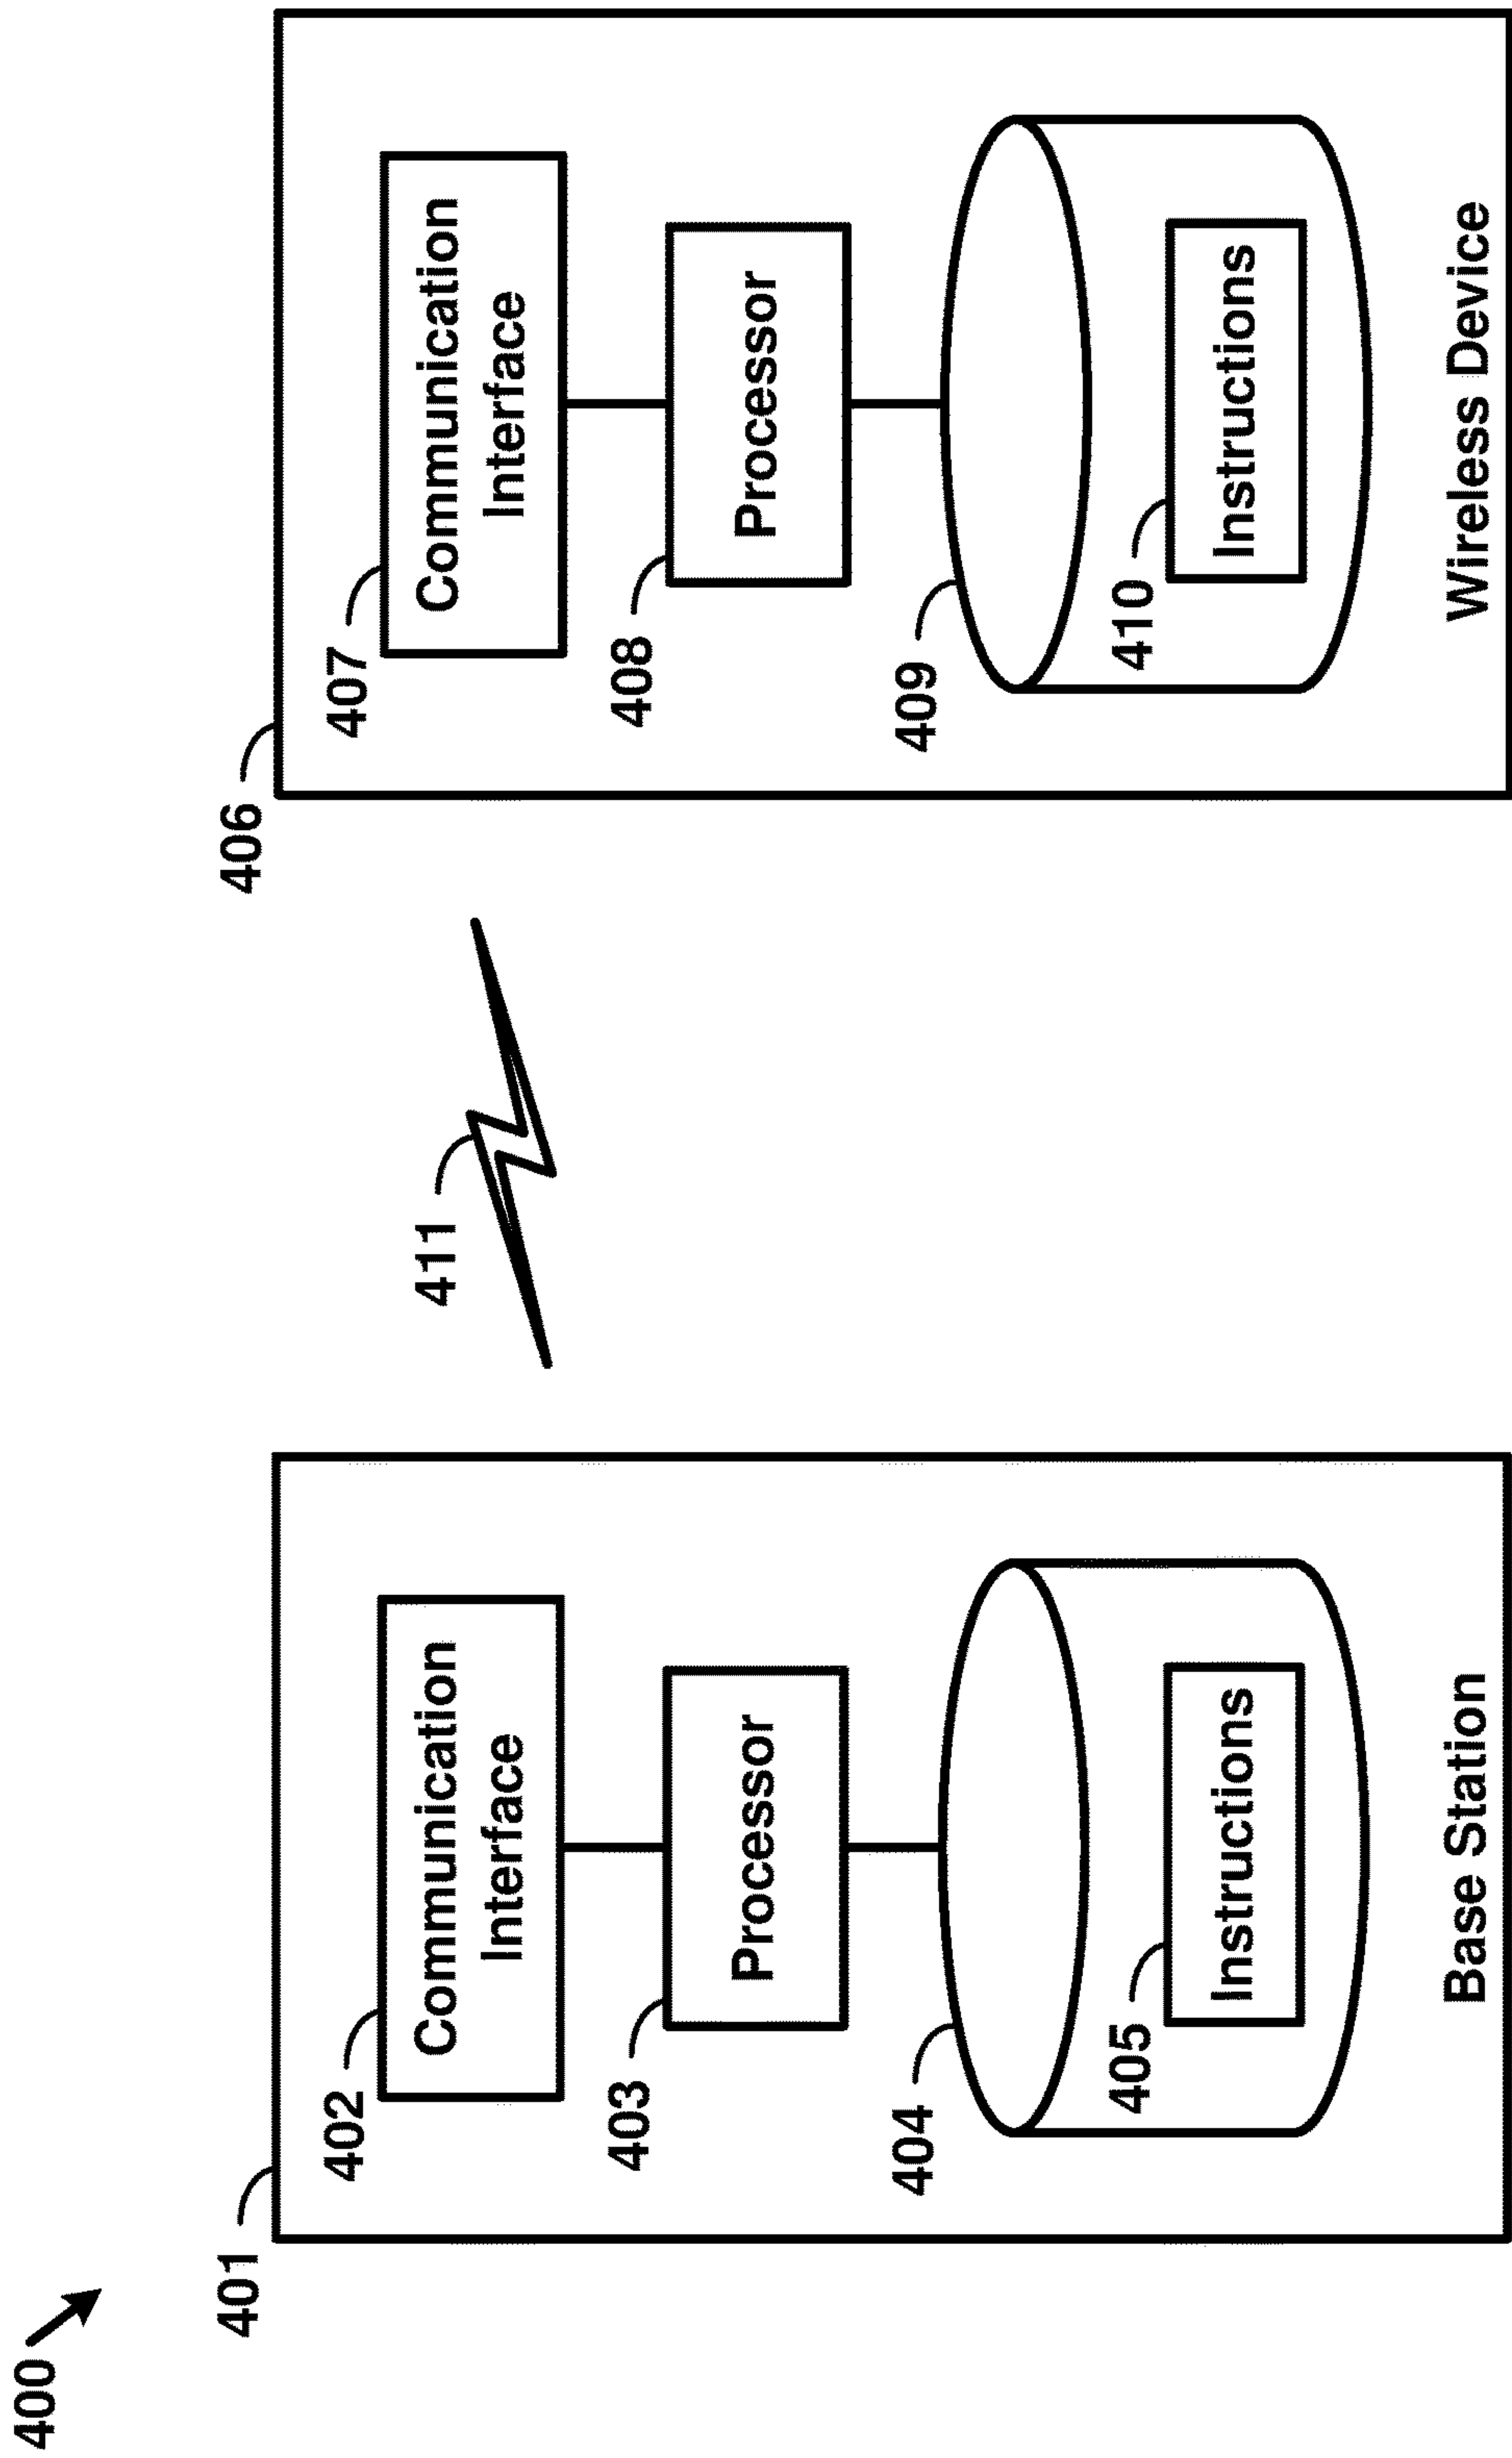 400
401
402
Communication
Interface
403
Processor
404
405
Instructions
Base Station
411
406
407
Communication
Interface
408
Processor
409
410
Instructions
Wireless Device